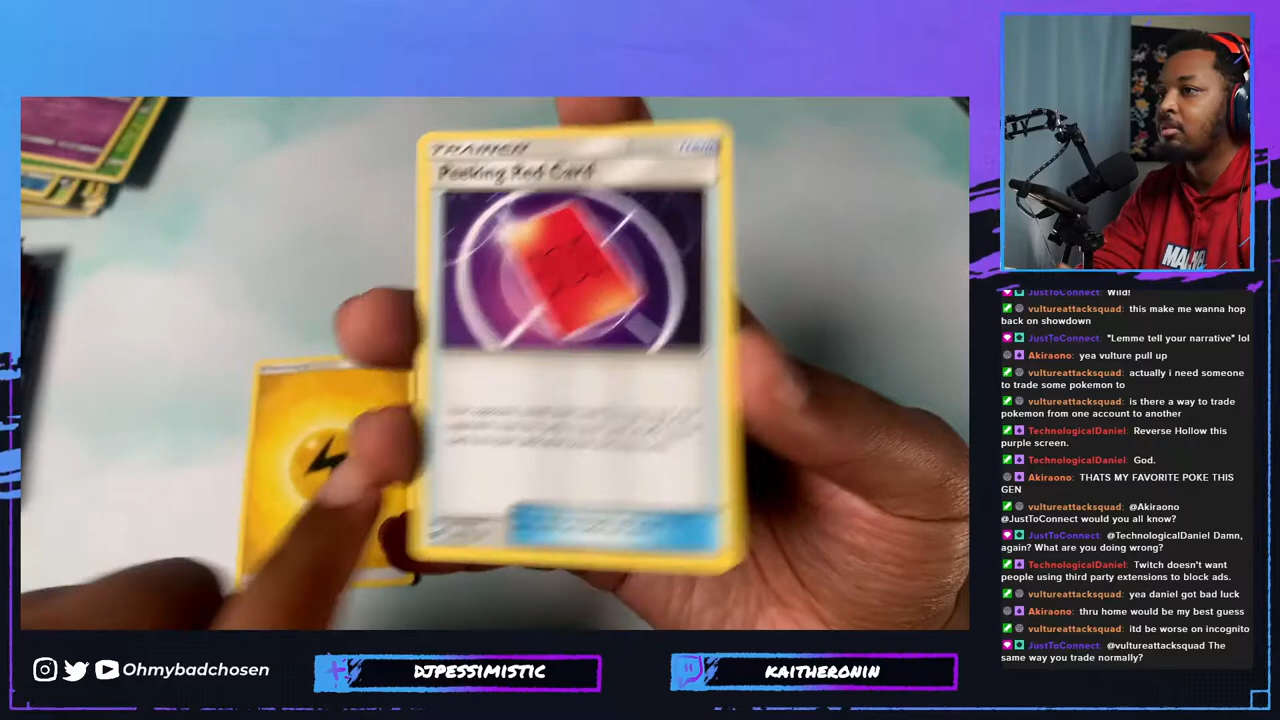 TRAINER
Peeking Red Card
MARVEL
JustToConnect: Wild!
vultureattacksquad: this make me wanna hop
back on showdown
JustToConnect: "Lemme tell your narrative" lol
Akiraono: yea vulture pull up
vultureattacksquad: actually i need someone
to trade some pokemon to
vultureattacksquad: is there a way to trade
pokemon from one account to another
TechnologicalDaniel: Reverse Hollow this
purple screen.
TechnologicalDaniel: God.
Akiraono: THATS MY FAVORITE POKE THIS
GEN
vultureattacksquad: @Akiraono
@JustToConnect would you all know?
JustToConnect: @TechnologicalDaniel Damn,
again? What are you doing wrong?
TechnologicalDaniel: Twitch doesn't want
people using third party extensions to block ads.
vultureattacksquad: yea daniel got bad luck
Akiraono: thru home would be my best guess
vultureattacksquad: itd be worse on incognito
JustToConnect: @vultureattacksquad The
same way you trade normally?
Ohmybadchosen
DJPESSIMISTIC
KAITHERONIN